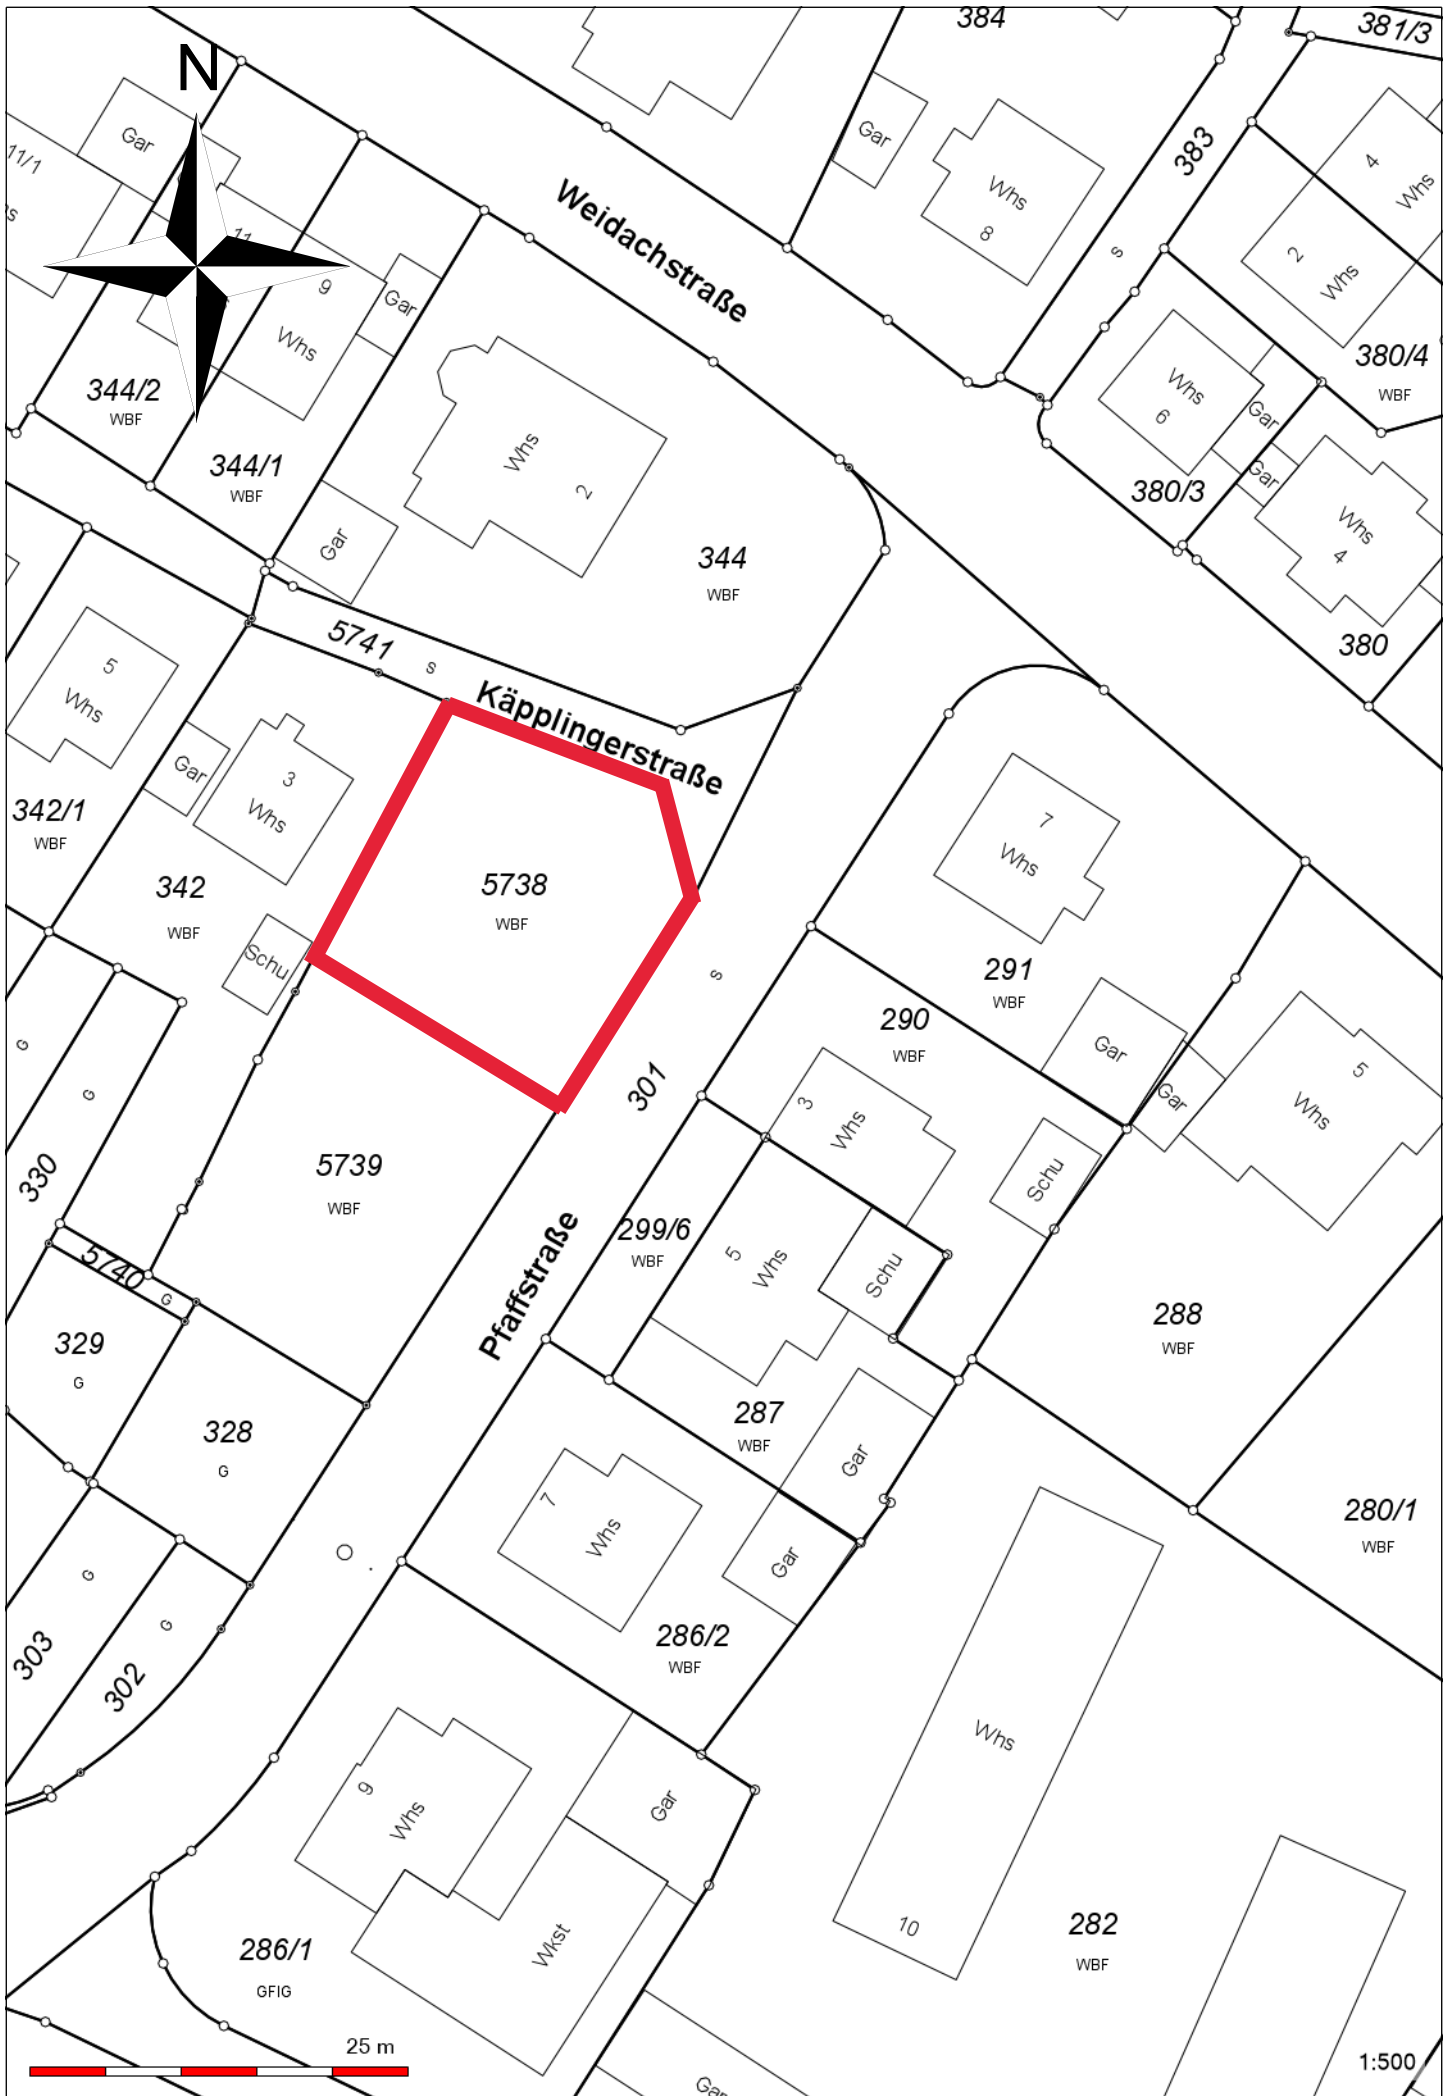 384
381/3
N
Gar
11/1
Gar
Whs
8
383
4
Whs
Weidachstraße
s
2
Whs
11
9
Whs
Gar
344/2
WBF
344/1
WBF
Whs
2
Gar
344
WBF
Whs
6
Gar
Gar
380/3
380/4
WBF
Whs
4
380
5741
s
Käpplingerstraße
5
Whs
Gar
3
Whs
342/1
WBF
342
WBF
Schu
5738
WBF
7
Whs
291
WBF
290
WBF
Gar
Gar
5
Whs
s
301
G
G
330
5739
WBF
3
Whs
Schu
5740
G
Pfaffstraße
299/6
WBF
5
Whs
Schu
288
WBF
329
G
328
G
287
WBF
Gar
7
Whs
Gar
280/1
WBF
G
303
G
302
286/2
WBF
Whs
10
9
Whs
Gar
Wkst
286/1
GFIG
282
WBF
25 m
1:500
Gar